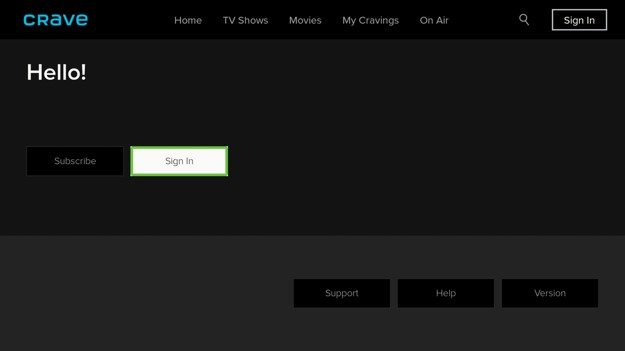 CRAVE Home TV Shows Movies My Cravings On Air Sign In
Hello!
Subscribe Sign In
Support Help Version